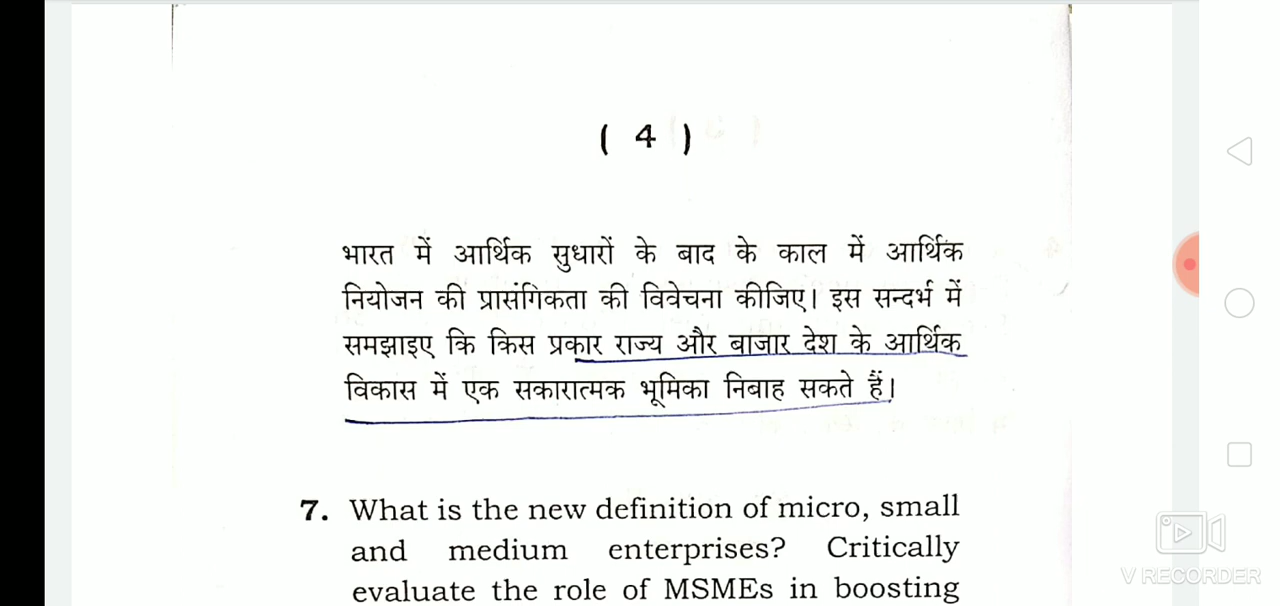 ( 4 )
भारत में आर्थिक सुधारों के बाद के काल में आर्थिक
नियोजन की प्रासंगिकता की विवेचना कीजिए। इस सन्दर्भ में
समझाइए कि किस प्रकार राज्य और बाजार देश के आर्थिक
विकास में एक सकारात्मक भूमिका निबाह सकते हैं।
7. What is the new definition of micro, small
and medium enterprises? Critically
evaluate the role of MSMEs in boosting
V RECORDER